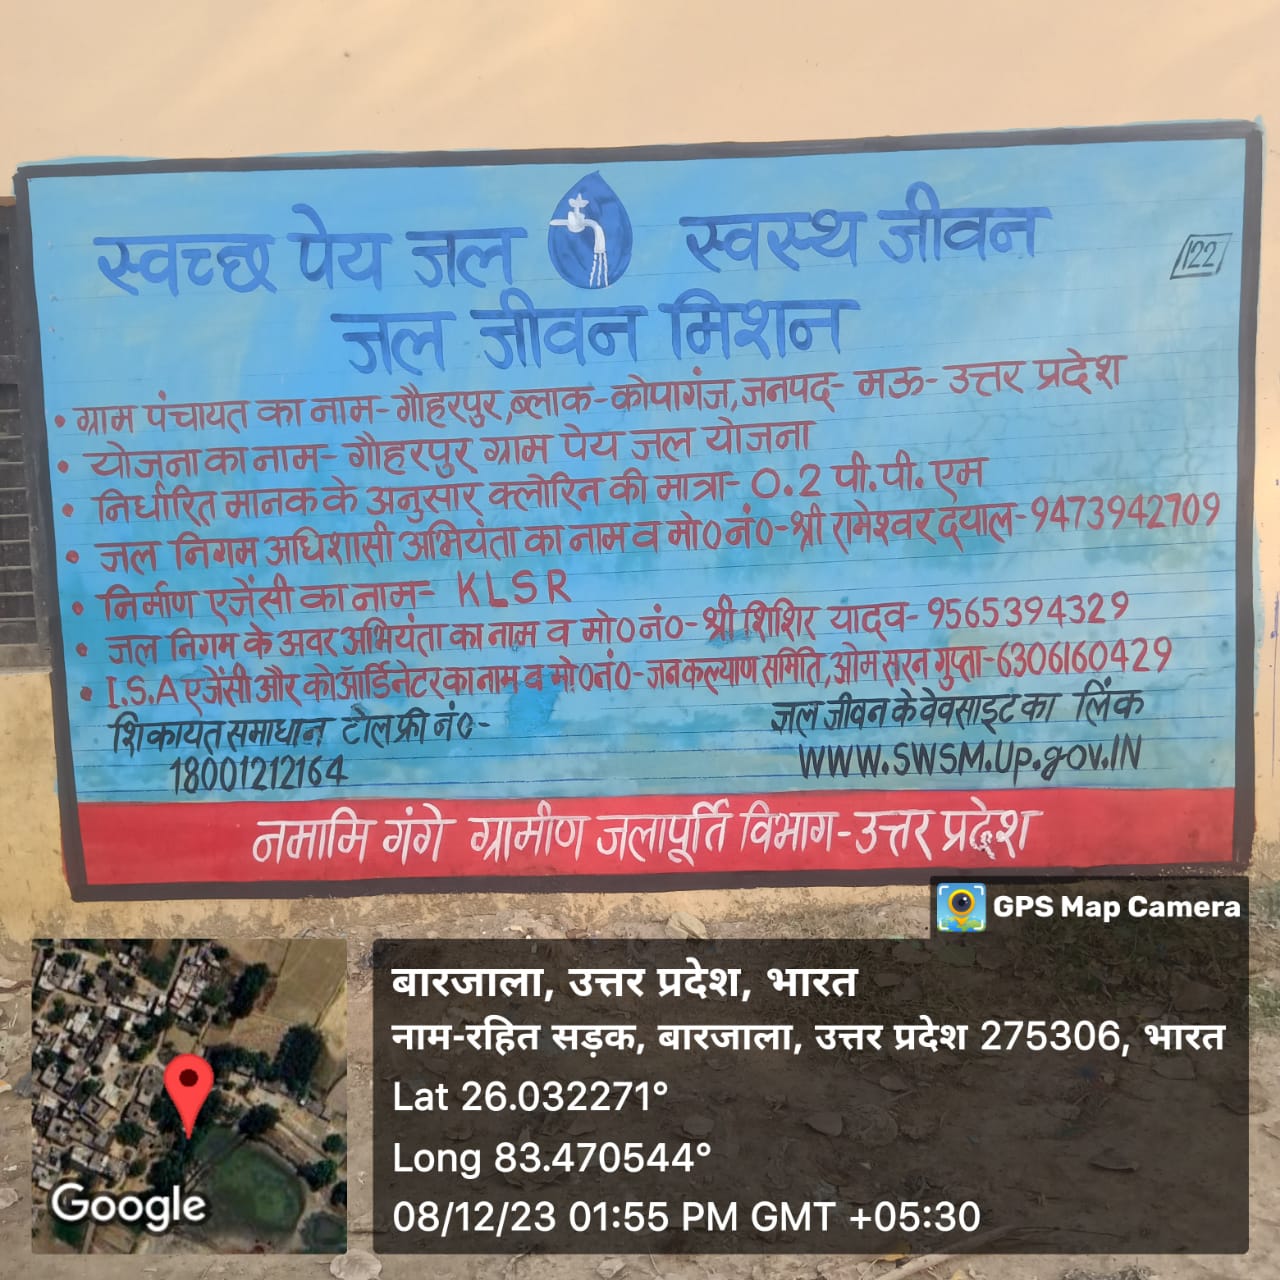 स्वच्छ पेय जल स्वस्थ जीवन
122
जल जीवन मिशन
• ग्राम पंचायत का नाम- गौहरपुर, ब्लाक-कोपागंज, जनपद- मऊ- उत्तर प्रदेश
• योजना का नाम- गौहरपुर ग्राम पेय जल योजना
• निर्धारित मानक के अनुसार क्लोरिन की मात्रा- 0.2 पी.पी. एम
• जल निगम अधिशासी अभियंता का नाम व मो0 नं0-श्री रामेश्वर दयाल-9473942709
• निर्माण एजेंसी का नाम- KLSR
• जल निगम के अवर अभियंता का नाम व मो0 नं0-श्री शिशिर यादव- 9565394329
• I.S.A एजेंसी और कोऑर्डिनेटर का नाम व मो0 नं0- जन कल्याण समिति, ओम सरन गुप्ता-6306160429
शिकायत समाधान टोल फ्री नं0-
18001212164
जल जीवन के वेबसाइट का लिंक
WWW.SWSM.Up.gov.IN
नमामि गंगे ग्रामीण जलापूर्ति विभाग-उत्तर प्रदेश
GPS Map Camera
बारजाला, उत्तर प्रदेश, भारत
नाम-रहित सड़क, बारजाला, उत्तर प्रदेश 275306, भारत
Lat 26.032271°
Long 83.470544°
08/12/23 01:55 PM GMT +05:30
Google